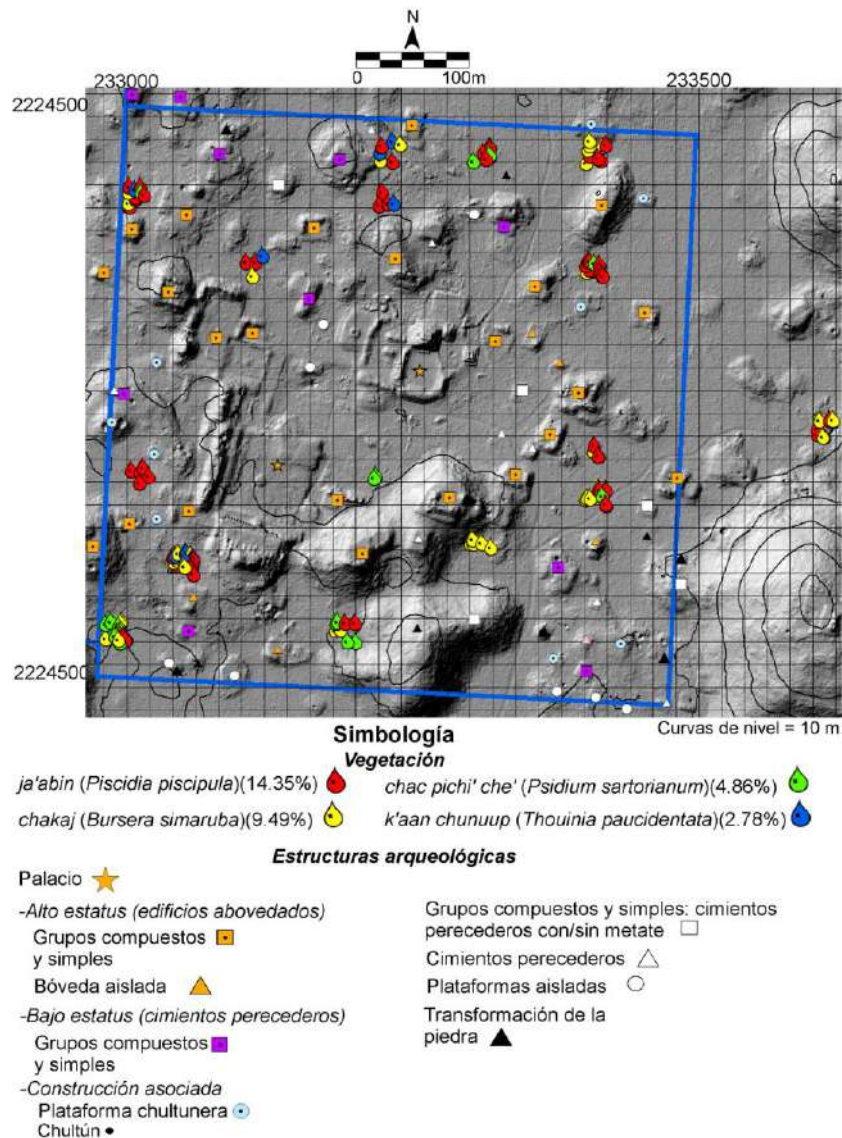 N
0 100m
233000 233500
2224500
2224500
Curvas de nivel = 10 m
Simbología
Vegetación
ja'abin (Piscidia piscipula)(14.35%)
chac pichi' che' (Psidium sartorianum)(4.86%)
chakaj (Bursera simaruba)(9.49%)
k'aan chunuup (Thouinia paucidentata)(2.78%)
Estructuras arqueológicas
Palacio
-Alto estatus (edificios abovedados)
Grupos compuestos
y simples
Bóveda aislada
-Bajo estatus (cimientos perecederos)
Grupos compuestos
y simples
-Construcción asociada
Plataforma chultunera
Chultún
Grupos compuestos y simples: cimientos
perecederos con/sin metate
Cimientos perecederos
Plataformas aisladas
Transformación de la
piedra